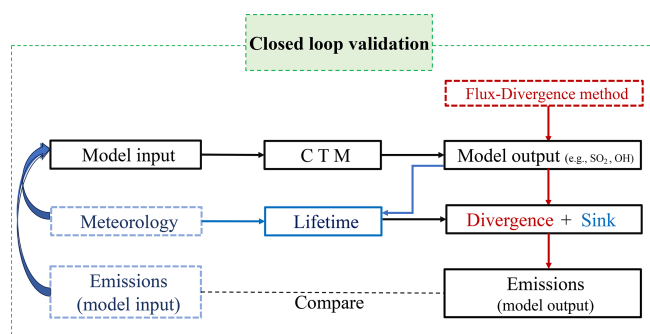 Closed loop validation
Flux-Divergence method
Model input
C T M
Model output (e.g., SO₂, OH)
Meteorology
Lifetime
Divergence + Sink
Emissions
(model input)
Compare
Emissions
(model output)